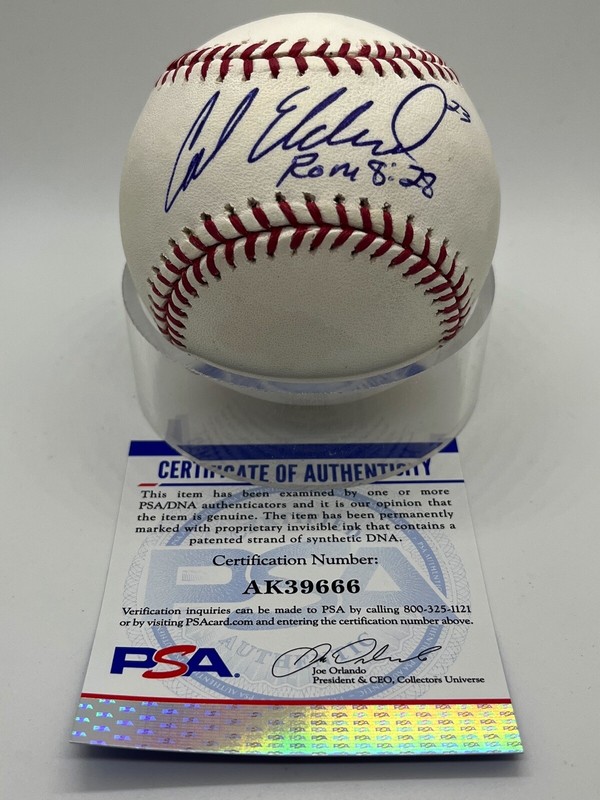 Cal Eldred 23
Rom 8:28
CERTIFICATE OF AUTHENTICITY
This item has been examined by one or more
PSA/DNA authenticators and it is our opinion that
the item is genuine. The item has been permanently
marked with proprietary invisible ink that contains a
patented strand of synthetic DNA.
Certification Number:
AK39666
Verification inquiries can be made to PSA by calling 800-325-1121
or by visiting PSAcard.com and entering the certification number above.
PSA.
Joe Orlando
President & CEO, Collectors Universe